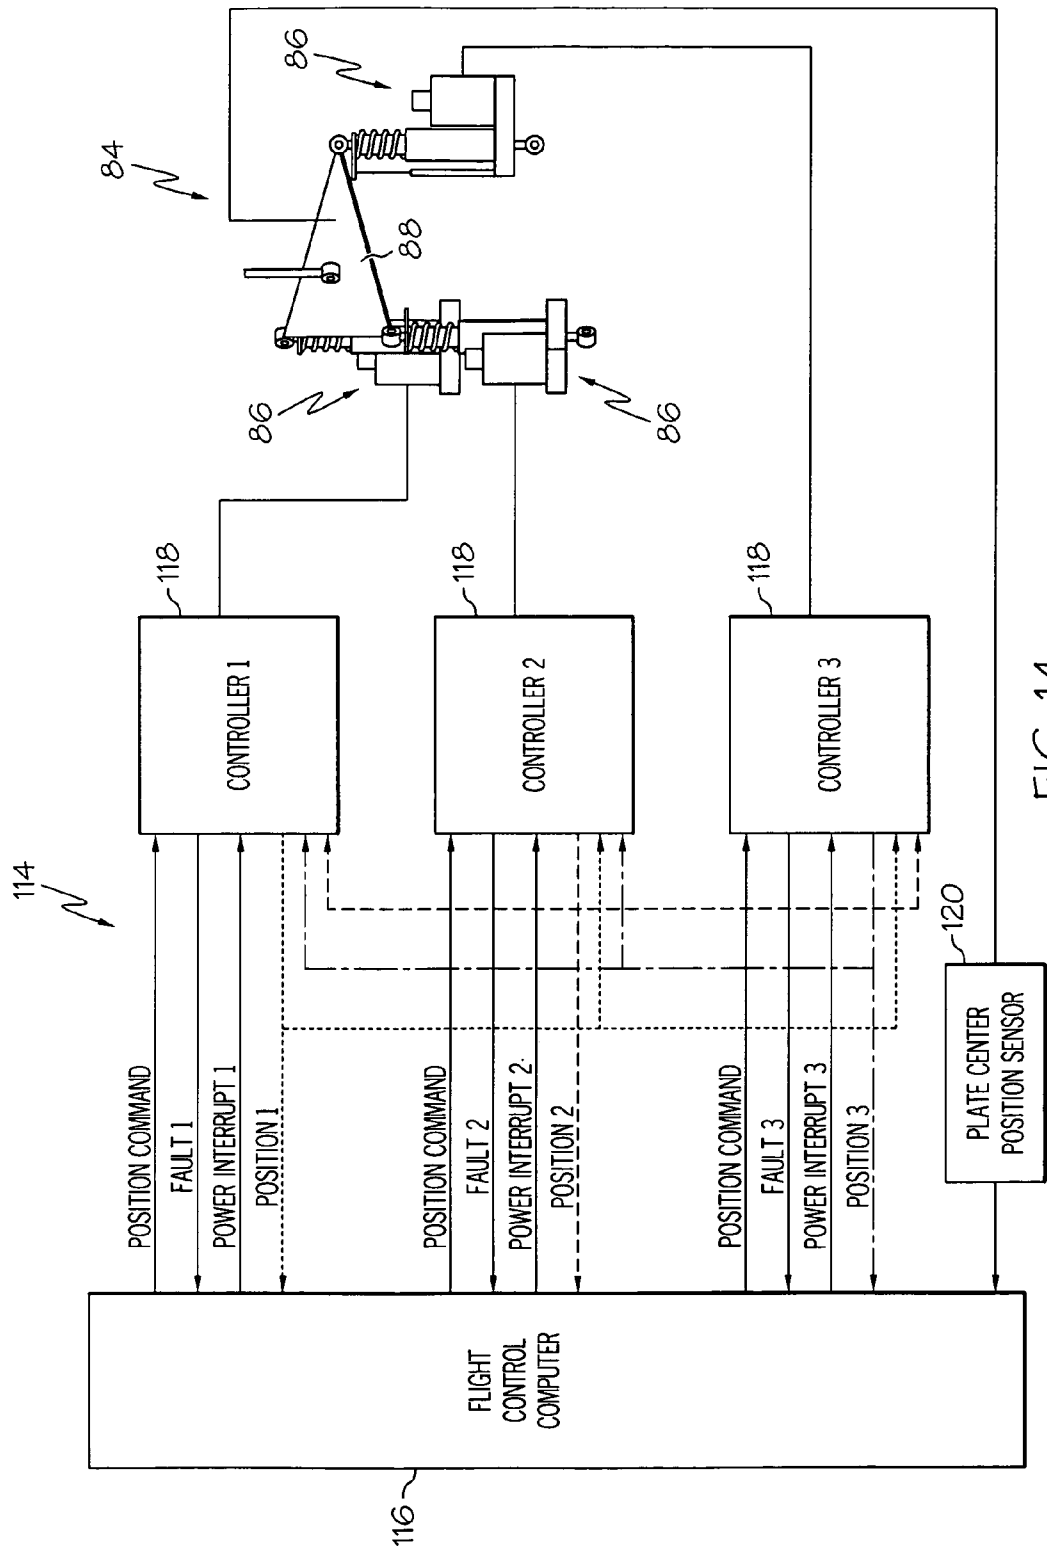 114
84
86
86
86
88
118
CONTROLLER 1
118
CONTROLLER 2
118
CONTROLLER 3
POSITION COMMAND
FAULT 1
POWER INTERRUPT 1
POSITION 1
POSITION COMMAND
FAULT 2
POWER INTERRUPT 2
POSITION 2
POSITION COMMAND
FAULT 3
POWER INTERRUPT 3
POSITION 3
120
PLATE CENTER
POSITION SENSOR
FLIGHT
CONTROL
COMPUTER
116
FIG. 14